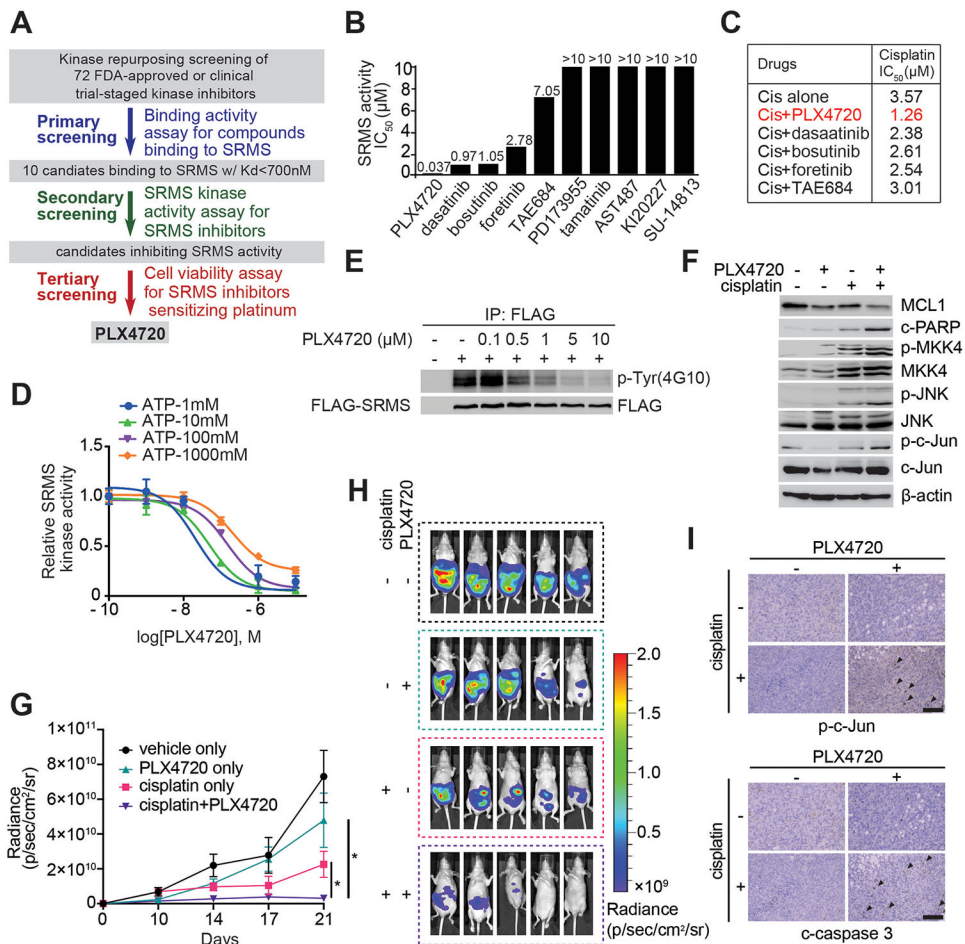 A
Kinase repurposing screening of
72 FDA-approved or clinical
trial-staged kinase inhibitors
Primary
screening
Binding activity
assay for compounds
binding to SRMS
10 candidates binding to SRMS w/ Kd<700nM
Secondary
screening
SRMS kinase
activity assay for
SRMS inhibitors
candidates inhibiting SRMS activity
Tertiary
screening
Cell viability assay
for SRMS inhibitors
sensitizing platinum
PLX4720
B
SRMS activity
IC50 (μM)
10
8
6
4
2
0
0.037
0.97
1.05
2.78
7.05
>10
>10
>10
>10
>10
PLX4720
dasatinib
bosutinib
foretinib
TAE684
PD173955
tamatinib
AST487
KI20227
SU-14813
C
Drugs
Cisplatin
IC50(μM)
Cis alone 3.57
Cis+PLX4720 1.26
Cis+dasaatinib 2.38
Cis+bosutinib 2.61
Cis+foretinib 2.54
Cis+TAE684 3.01
D
ATP-1mM
ATP-10mM
ATP-100mM
ATP-1000mM
Relative SRMS
kinase activity
1.5
1.0
0.5
0
-10 -8 -6
log[PLX4720], M
E
IP: FLAG
PLX4720 (μM)
- - 0.1 0.5 1 5 10
FLAG-SRMS
- + + + + + +
p-Tyr(4G10)
FLAG
F
PLX4720 - + - +
cisplatin - - + +
MCL1
c-PARP
p-MKK4
MKK4
p-JNK
JNK
p-c-Jun
c-Jun
β-actin
G
vehicle only
PLX4720 only
cisplatin only
cisplatin+PLX4720
Radiance
(p/sec/cm²/sr)
1×10¹¹
8×10¹⁰
6×10¹⁰
4×10¹⁰
2×10¹⁰
0
0 10 14 17 21
Days
*
*
H
cisplatin
PLX4720
- -
- +
+ -
+ +
2.0
1.5
1.0
0.5
×10⁹
Radiance
(p/sec/cm²/sr)
I
PLX4720
- +
cisplatin
-
+
p-c-Jun
PLX4720
- +
cisplatin
-
+
c-caspase 3